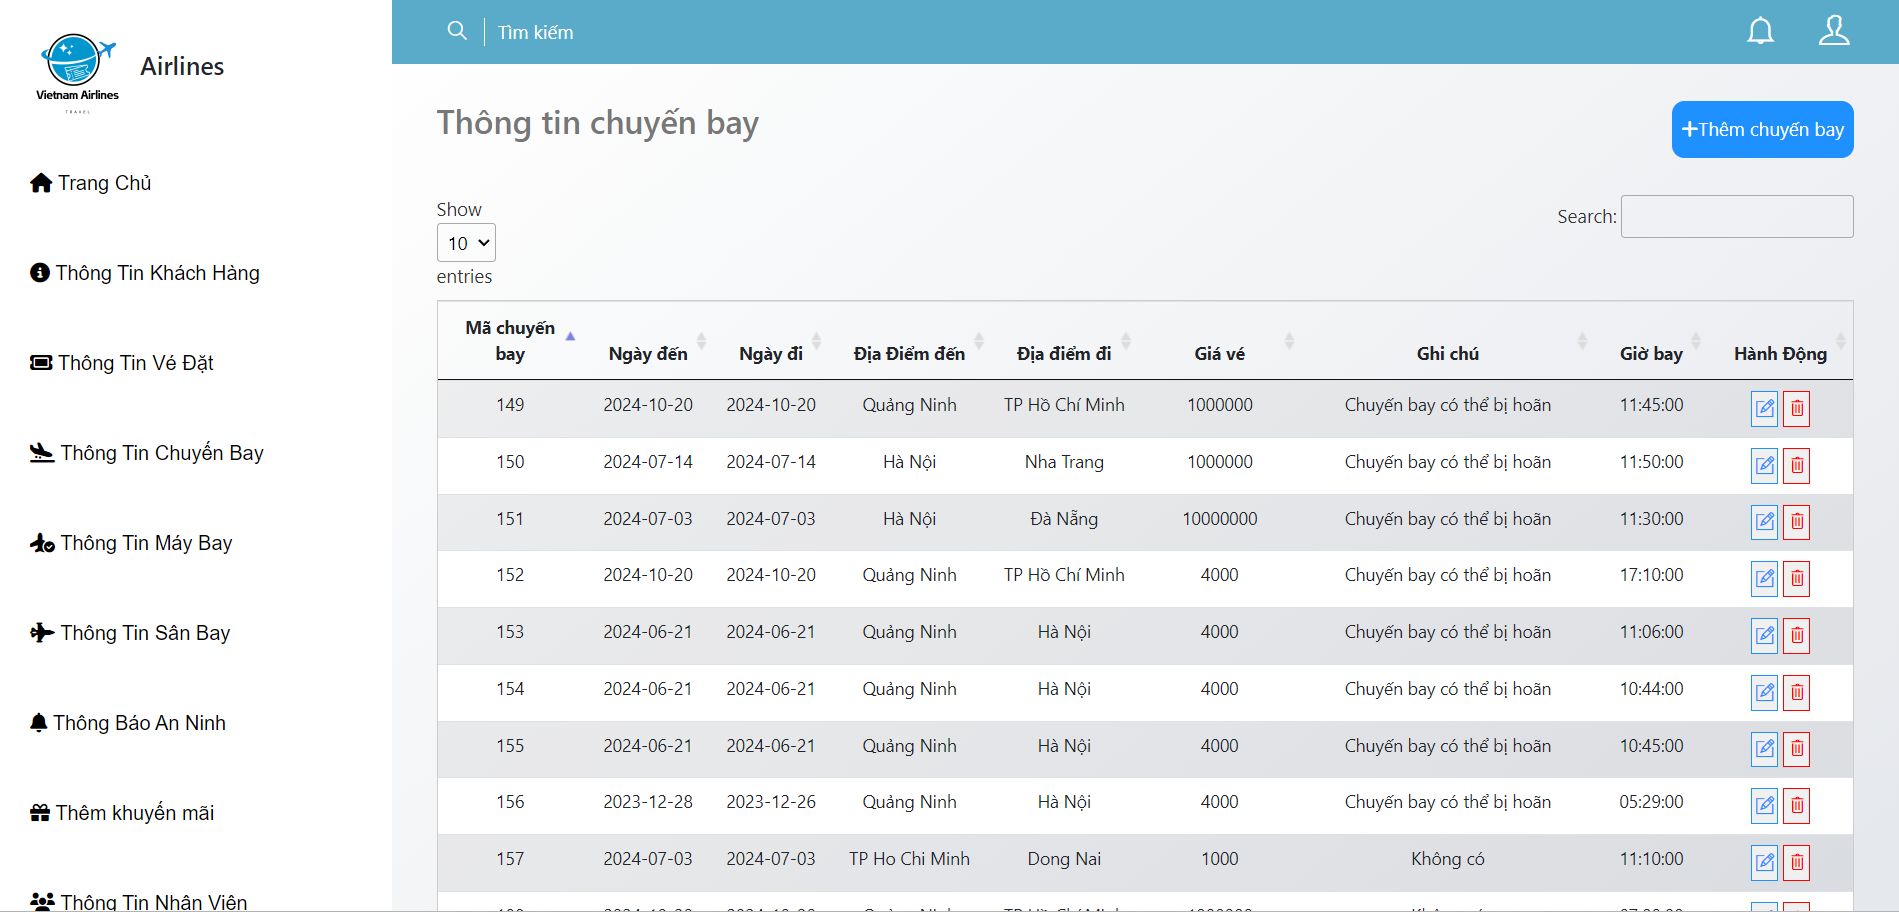 Vietnam Airlines
TRAVEL
Airlines
Trang Chủ
Thông Tin Khách Hàng
Thông Tin Vé Đặt
Thông Tin Chuyến Bay
Thông Tin Máy Bay
Thông Tin Sân Bay
Thông Báo An Ninh
Thêm khuyến mãi
Thông Tin Nhân Viên
Tìm kiếm
Thông tin chuyến bay
+Thêm chuyến bay
Show
10
entries
Search:
Mã chuyến bay Ngày đến Ngày đi Địa Điểm đến Địa điểm đi Giá vé Ghi chú Giờ bay Hành Động
149 2024-10-20 2024-10-20 Quảng Ninh TP Hồ Chí Minh 1000000 Chuyến bay có thể bị hoãn 11:45:00
150 2024-07-14 2024-07-14 Hà Nội Nha Trang 1000000 Chuyến bay có thể bị hoãn 11:50:00
151 2024-07-03 2024-07-03 Hà Nội Đà Nẵng 10000000 Chuyến bay có thể bị hoãn 11:30:00
152 2024-10-20 2024-10-20 Quảng Ninh TP Hồ Chí Minh 4000 Chuyến bay có thể bị hoãn 17:10:00
153 2024-06-21 2024-06-21 Quảng Ninh Hà Nội 4000 Chuyến bay có thể bị hoãn 11:06:00
154 2024-06-21 2024-06-21 Quảng Ninh Hà Nội 4000 Chuyến bay có thể bị hoãn 10:44:00
155 2024-06-21 2024-06-21 Quảng Ninh Hà Nội 4000 Chuyến bay có thể bị hoãn 10:45:00
156 2023-12-28 2023-12-26 Quảng Ninh Hà Nội 4000 Chuyến bay có thể bị hoãn 05:29:00
157 2024-07-03 2024-07-03 TP Ho Chi Minh Dong Nai 1000 Không có 11:10:00